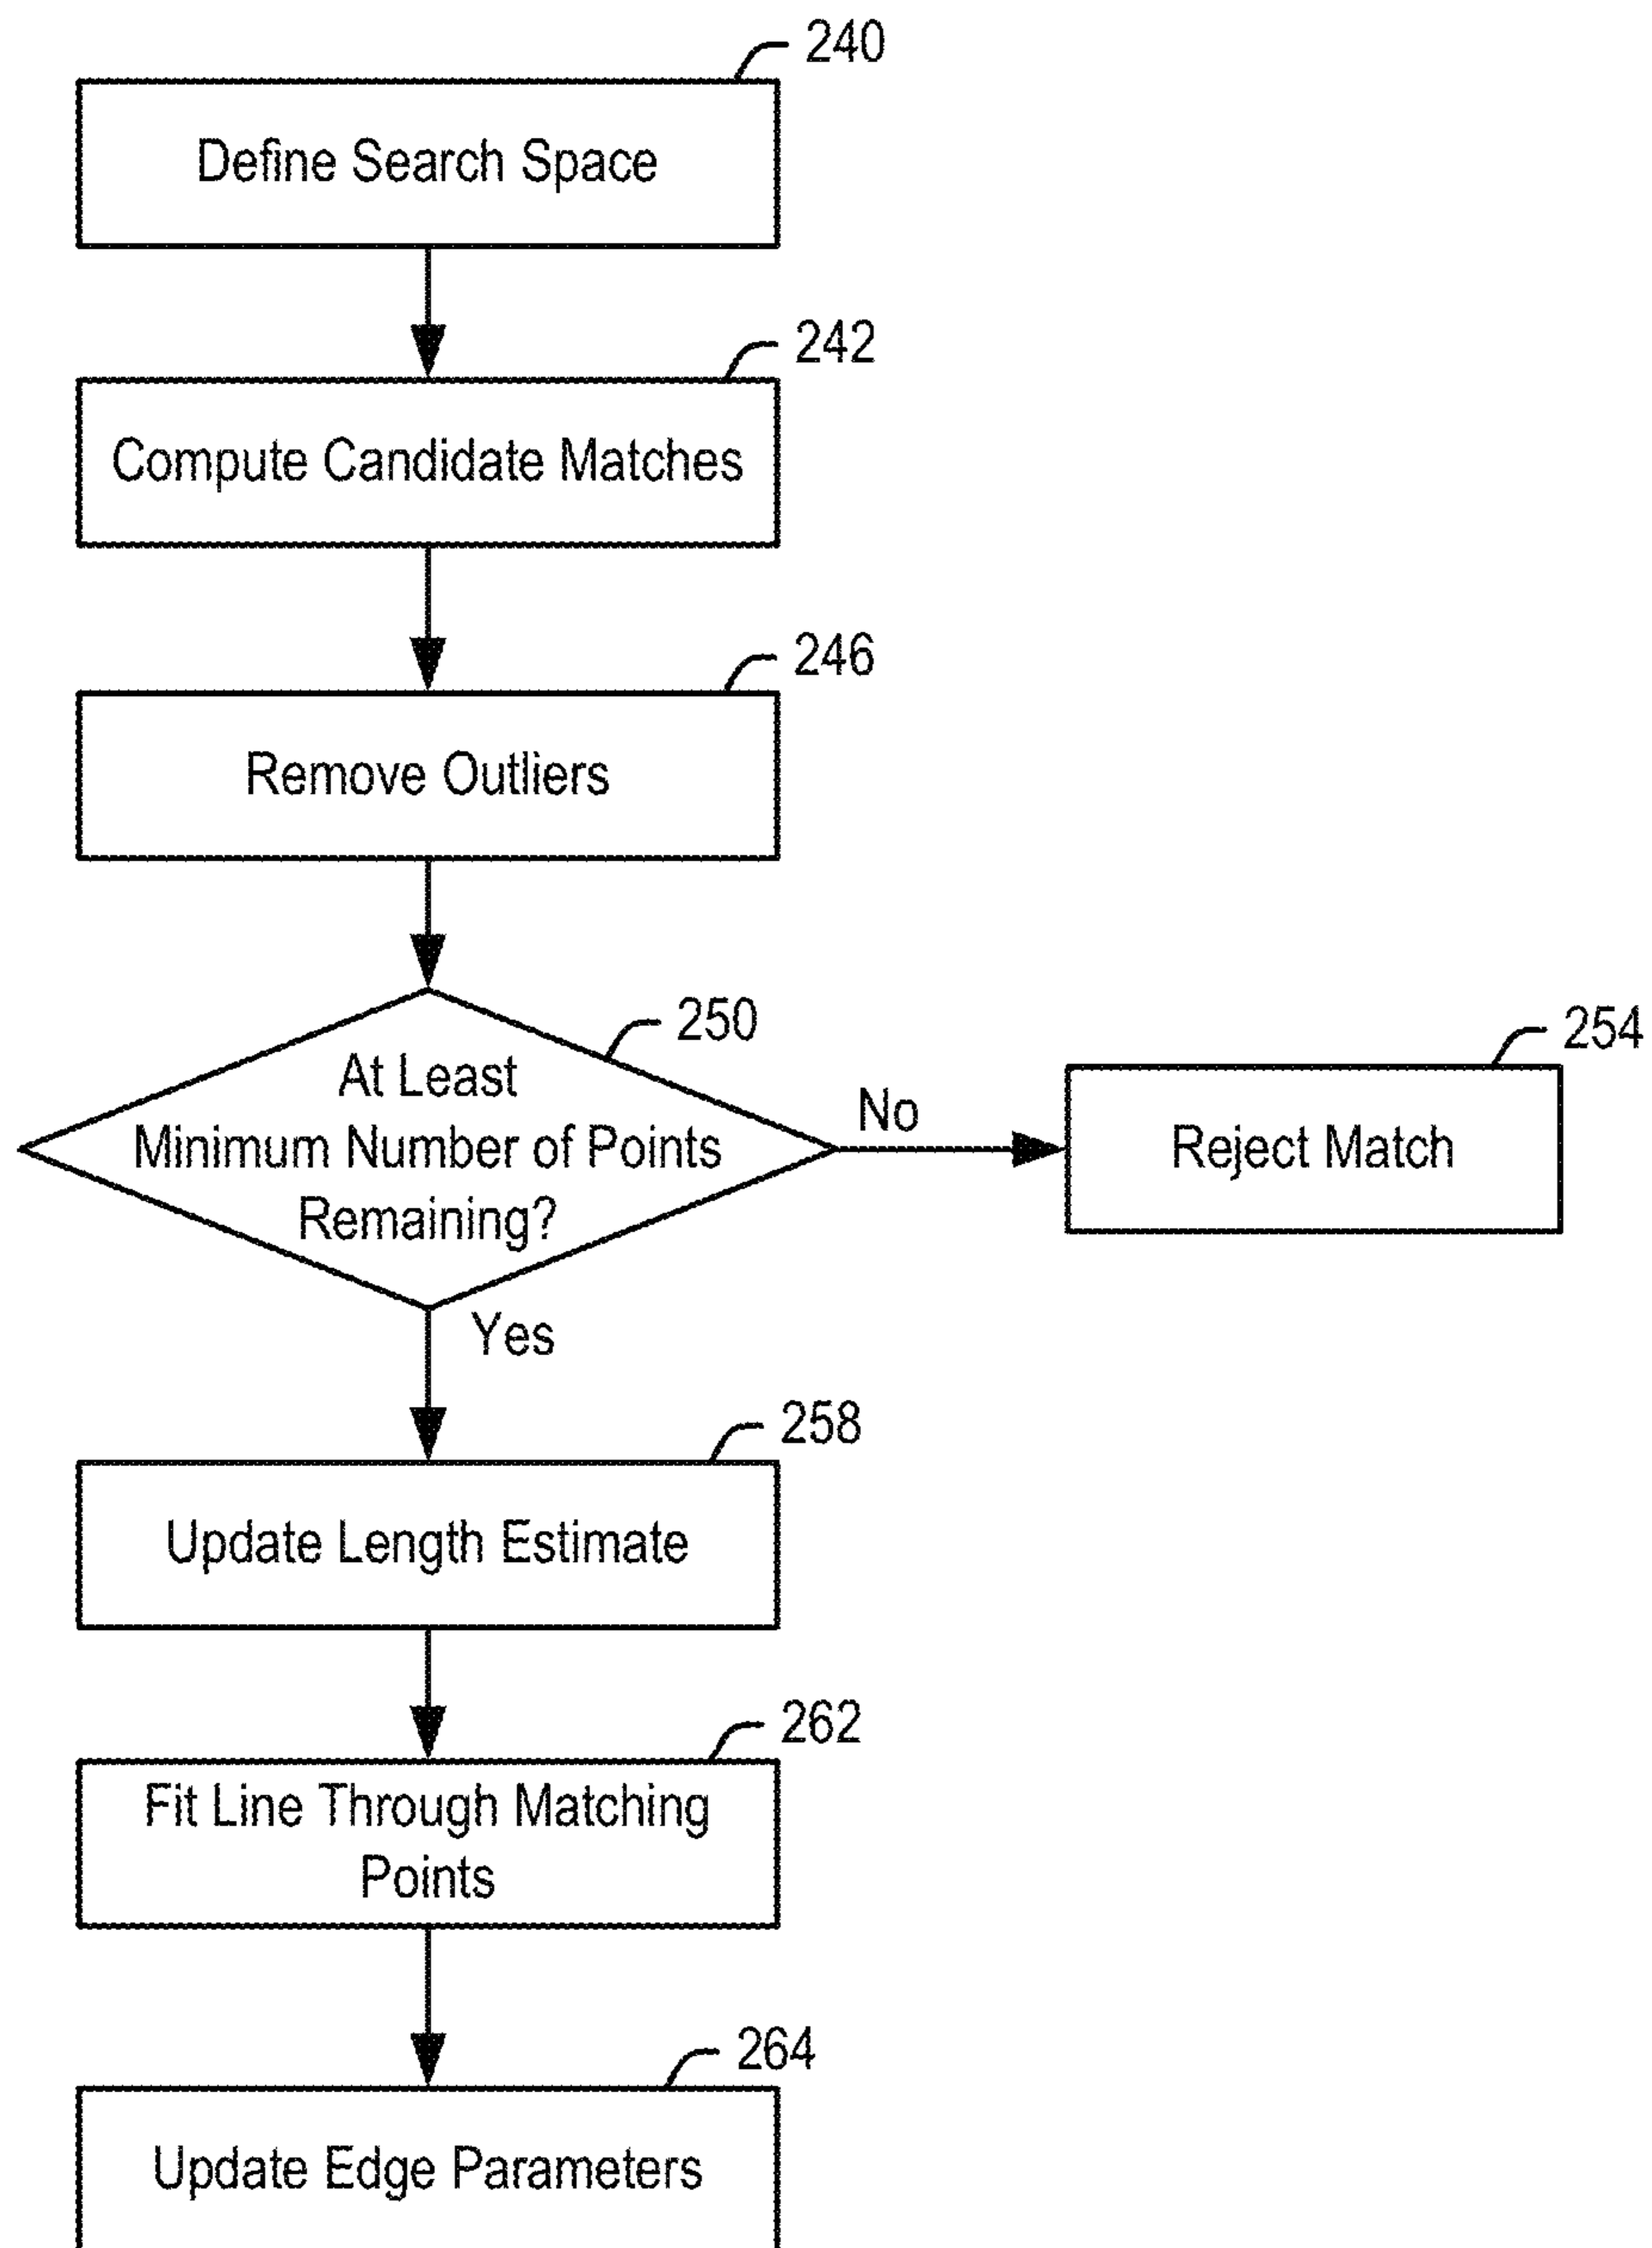 240
Define Search Space
242
Compute Candidate Matches
246
Remove Outliers
250
At Least
Minimum Number of Points
Remaining?
No
254
Reject Match
Yes
258
Update Length Estimate
262
Fit Line Through Matching
Points
264
Update Edge Parameters